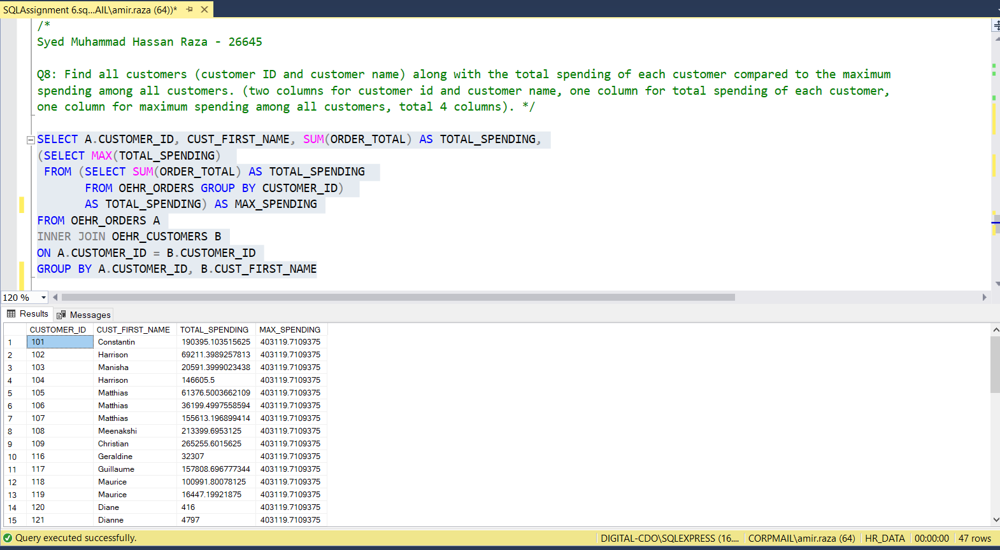 SQLAssignment 6.sq...AIL\amir.raza (64))*
/*
Syed Muhammad Hassan Raza - 26645
Q8: Find all customers (customer ID and customer name) along with the total spending of each customer compared to the maximum
spending among all customers. (two columns for customer id and customer name, one column for total spending of each customer,
one column for maximum spending among all customers, total 4 columns). */
SELECT A.CUSTOMER_ID, CUST_FIRST_NAME, SUM(ORDER_TOTAL) AS TOTAL_SPENDING,
(SELECT MAX(TOTAL_SPENDING)
FROM (SELECT SUM(ORDER_TOTAL) AS TOTAL_SPENDING
FROM OEHR_ORDERS GROUP BY CUSTOMER_ID)
AS TOTAL_SPENDING) AS MAX_SPENDING
FROM OEHR_ORDERS A
INNER JOIN OEHR_CUSTOMERS B
ON A.CUSTOMER_ID = B.CUSTOMER_ID
GROUP BY A.CUSTOMER_ID, B.CUST_FIRST_NAME
120 %
Results Messages
CUSTOMER_ID CUST_FIRST_NAME TOTAL_SPENDING MAX_SPENDING
1 101 Constantin 190395.103515625 403119.7109375
2 102 Harrison 69211.3989257813 403119.7109375
3 103 Manisha 20591.3999023438 403119.7109375
4 104 Harrison 146605.5 403119.7109375
5 105 Matthias 61376.5003662109 403119.7109375
6 106 Matthias 36199.4997558594 403119.7109375
7 107 Matthias 155613.196899414 403119.7109375
8 108 Meenakshi 213399.6953125 403119.7109375
9 109 Christian 265255.6015625 403119.7109375
10 116 Geraldine 32307 403119.7109375
11 117 Guillaume 157808.696777344 403119.7109375
12 118 Maurice 100991.80078125 403119.7109375
13 119 Maurice 16447.19921875 403119.7109375
14 120 Diane 416 403119.7109375
15 121 Dianne 4797 403119.7109375
Query executed successfully. DIGITAL-CDO\SQLEXPRESS (16.... CORPMAIL\amir.raza (64) HR_DATA 00:00:00 47 rows